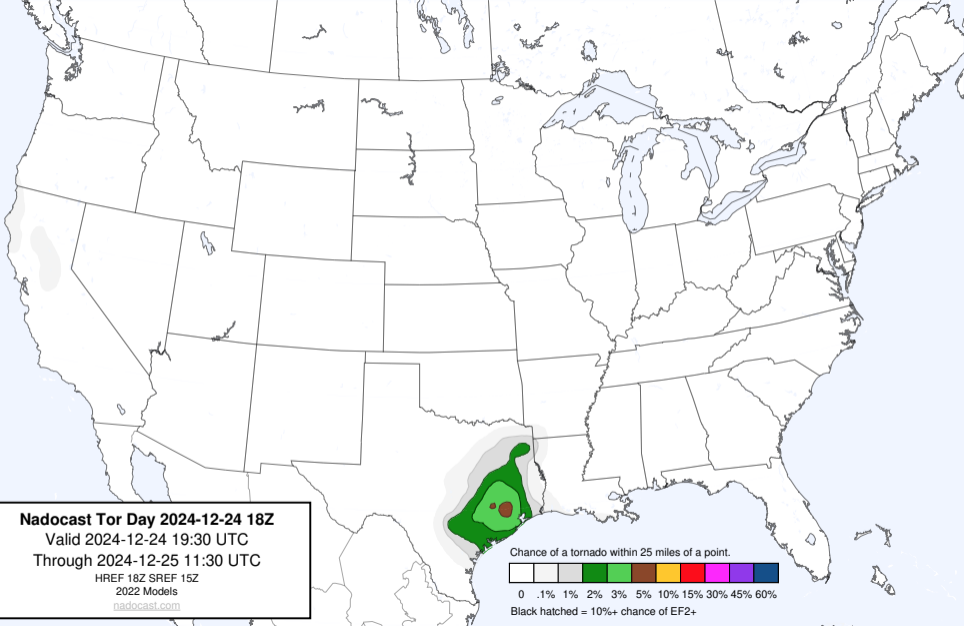 Nadocast Tor Day 2024-12-24 18Z
Valid 2024-12-24 19:30 UTC
Through 2024-12-25 11:30 UTC
HREF 18Z SREF 15Z
2022 Models
nadocast.com
Chance of a tornado within 25 miles of a point.
0 .1% 1% 2% 3% 5% 10% 15% 30% 45% 60%
Black hatched = 10%+ chance of EF2+